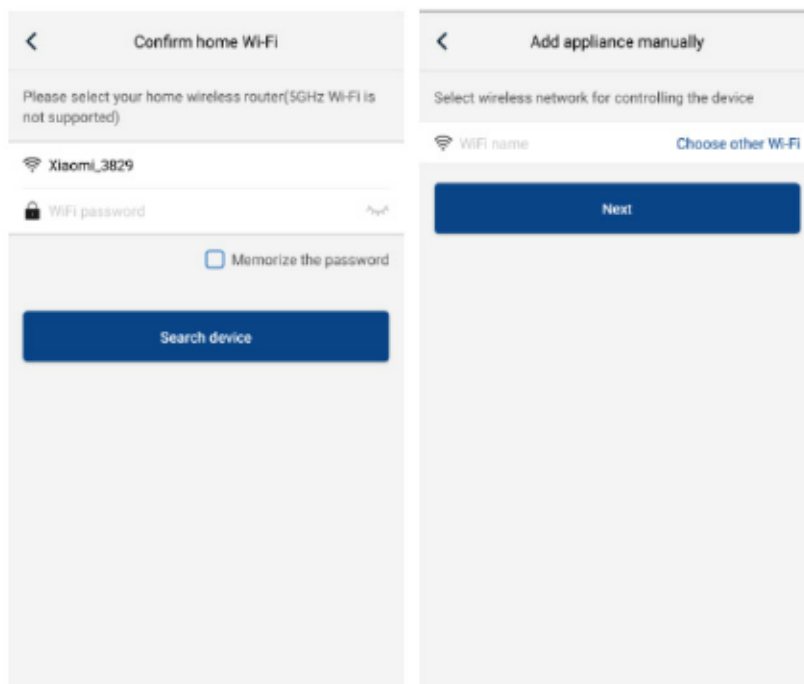 Confirm home Wi-Fi
Please select your home wireless router(5GHz Wi-Fi is
not supported)
Xiaomi_3829
WiFi password
Memorize the password
Search device
Add appliance manually
Select wireless network for controlling the device
WiFi name
Choose other Wi-Fi
Next